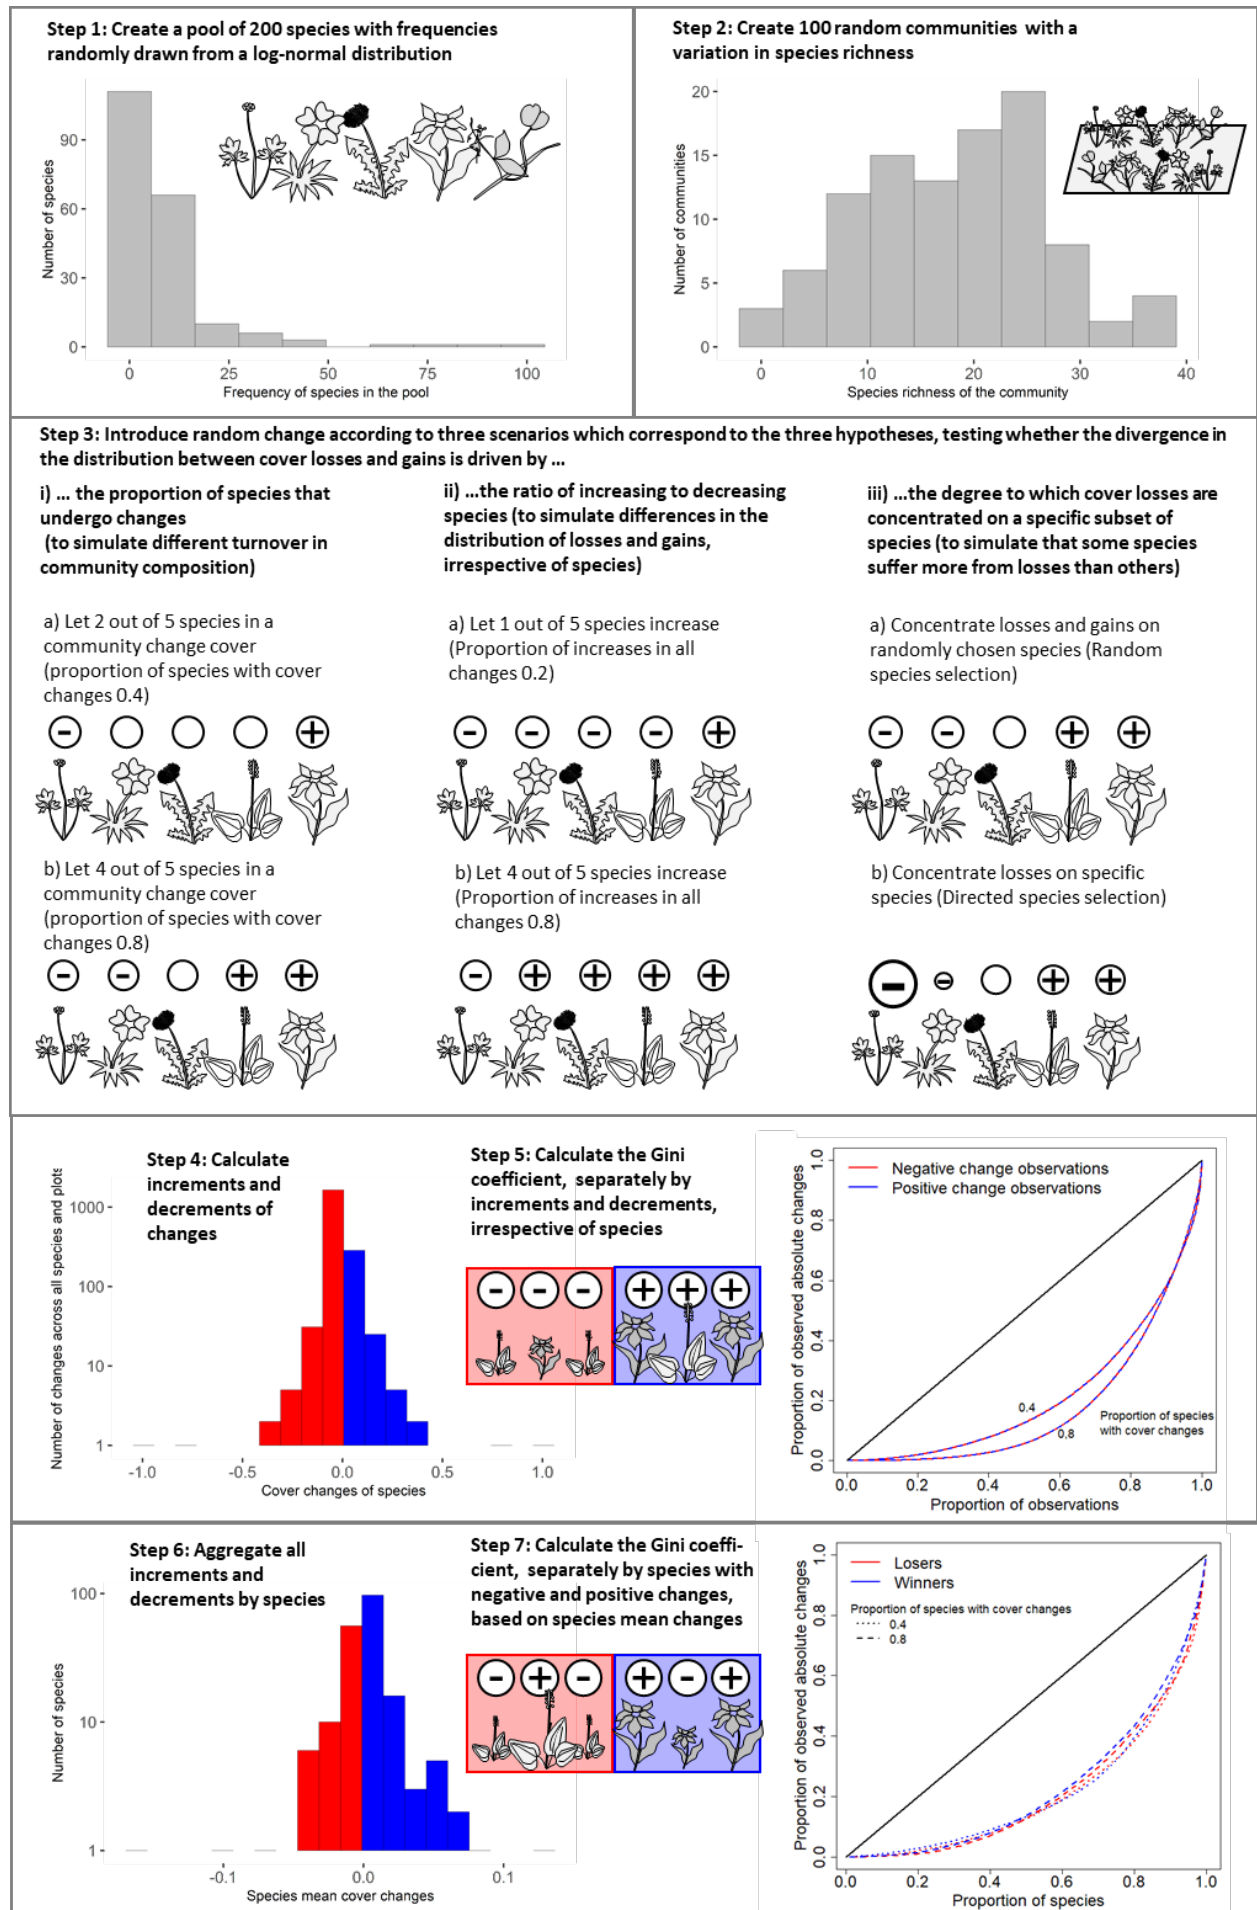 Step 1: Create a pool of 200 species with frequencies
randomly drawn from a log-normal distribution
90
60
30
0
Number of species
0 25 50 75 100
Frequency of species in the pool
Step 2: Create 100 random communities with a
variation in species richness
20
15
10
5
0
Number of communities
0 10 20 30 40
Species richness of the community
Step 3: Introduce random change according to three scenarios which correspond to the three hypotheses, testing whether the divergence in
the distribution between cover losses and gains is driven by ...
i) ... the proportion of species that
undergo changes
(to simulate different turnover in
community composition)
a) Let 2 out of 5 species in a
community change cover
(proportion of species with cover
changes 0.4)
- +
b) Let 4 out of 5 species in a
community change cover
(proportion of species with cover
changes 0.8)
- - + +
ii) ...the ratio of increasing to decreasing
species (to simulate differences in the
distribution of losses and gains,
irrespective of species)
a) Let 1 out of 5 species increase
(Proportion of increases in all
changes 0.2)
- - - - +
b) Let 4 out of 5 species increase
(Proportion of increases in all
changes 0.8)
- + + + +
iii) ...the degree to which cover losses are
concentrated on a specific subset of
species (to simulate that some species
suffer more from losses than others)
a) Concentrate losses and gains on
randomly chosen species (Random
species selection)
- - + +
b) Concentrate losses on specific
species (Directed species selection)
- - + +
Step 4: Calculate
increments and
decrements of
changes
Number of changes across all species and plots
1000
100
10
1
-1.0 -0.5 0.0 0.5 1.0
Cover changes of species
Step 5: Calculate the Gini
coefficient, separately by
increments and decrements,
irrespective of species
- - - + + +
Negative change observations
Positive change observations
Proportion of observed absolute changes
1.0
0.8
0.6
0.4
0.2
0.0
0.4
0.8
Proportion of species
with cover changes
0.0 0.2 0.4 0.6 0.8 1.0
Proportion of observations
Step 6: Aggregate all
increments and
decrements by species
Number of species
100
10
1
-0.1 0.0 0.1
Species mean cover changes
Step 7: Calculate the Gini coeffi-
cient, separately by species with
negative and positive changes,
based on species mean changes
- + - + - +
Losers
Winners
Proportion of species with cover changes
0.4
0.8
Proportion of observed absolute changes
1.0
0.8
0.6
0.4
0.2
0.0
0.0 0.2 0.4 0.6 0.8 1.0
Proportion of species